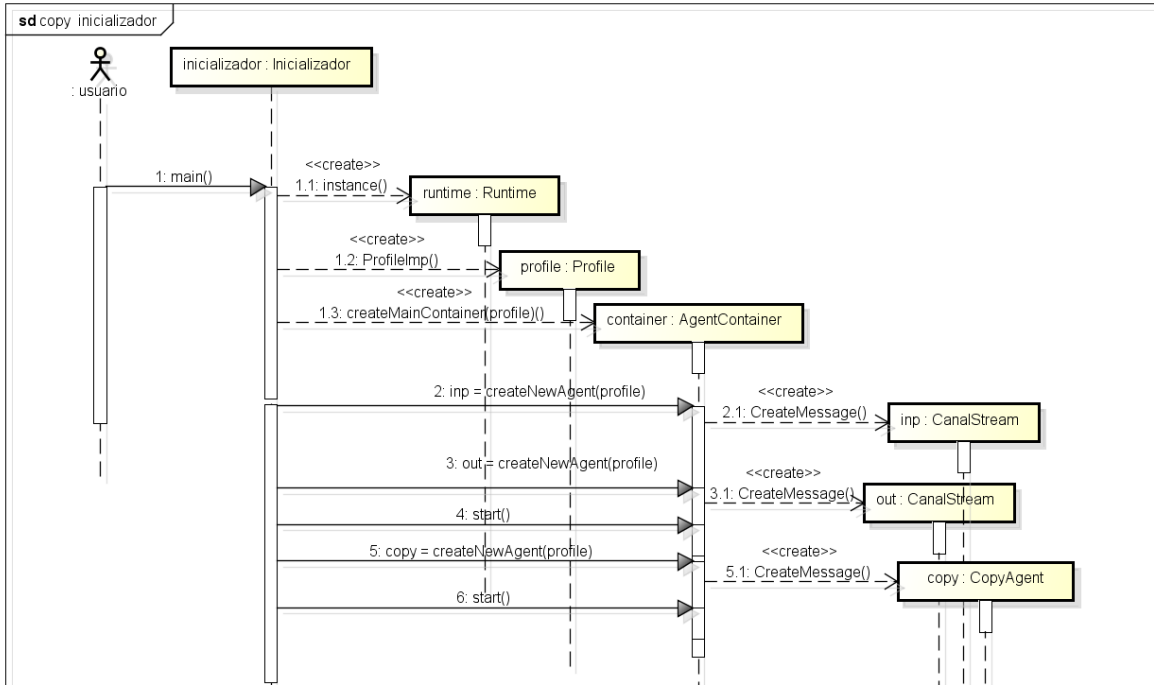 sd copy inicializador
: usuario
inicializador : Inicializador
1: main()
<<create>>
1.1: instance()
runtime : Runtime
<<create>>
1.2: ProfileImp()
profile : Profile
<<create>>
1.3: createMainContainer(profile)()
container : AgentContainer
2: inp = createNewAgent(profile)
<<create>>
2.1: CreateMessage()
inp : CanalStream
3: out = createNewAgent(profile)
<<create>>
3.1: CreateMessage()
out : CanalStream
4: start()
5: copy = createNewAgent(profile)
<<create>>
5.1: CreateMessage()
copy : CopyAgent
6: start()